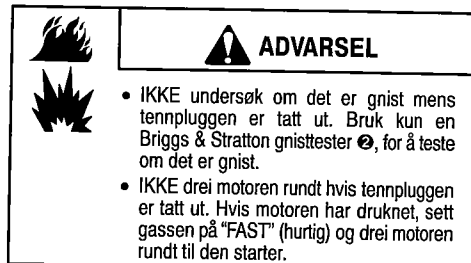 ADVARSEL
• IKKE undersøk om det er gnist mens
tennpluggen er tatt ut. Bruk kun en
Briggs & Stratton gnisttester ❷, for å teste
om det er gnist.
• IKKE drei motoren rundt hvis tennpluggen
er tatt ut. Hvis motoren har druknet, sett
gassen på "FAST" (hurtig) og drei motoren
rundt til den starter.